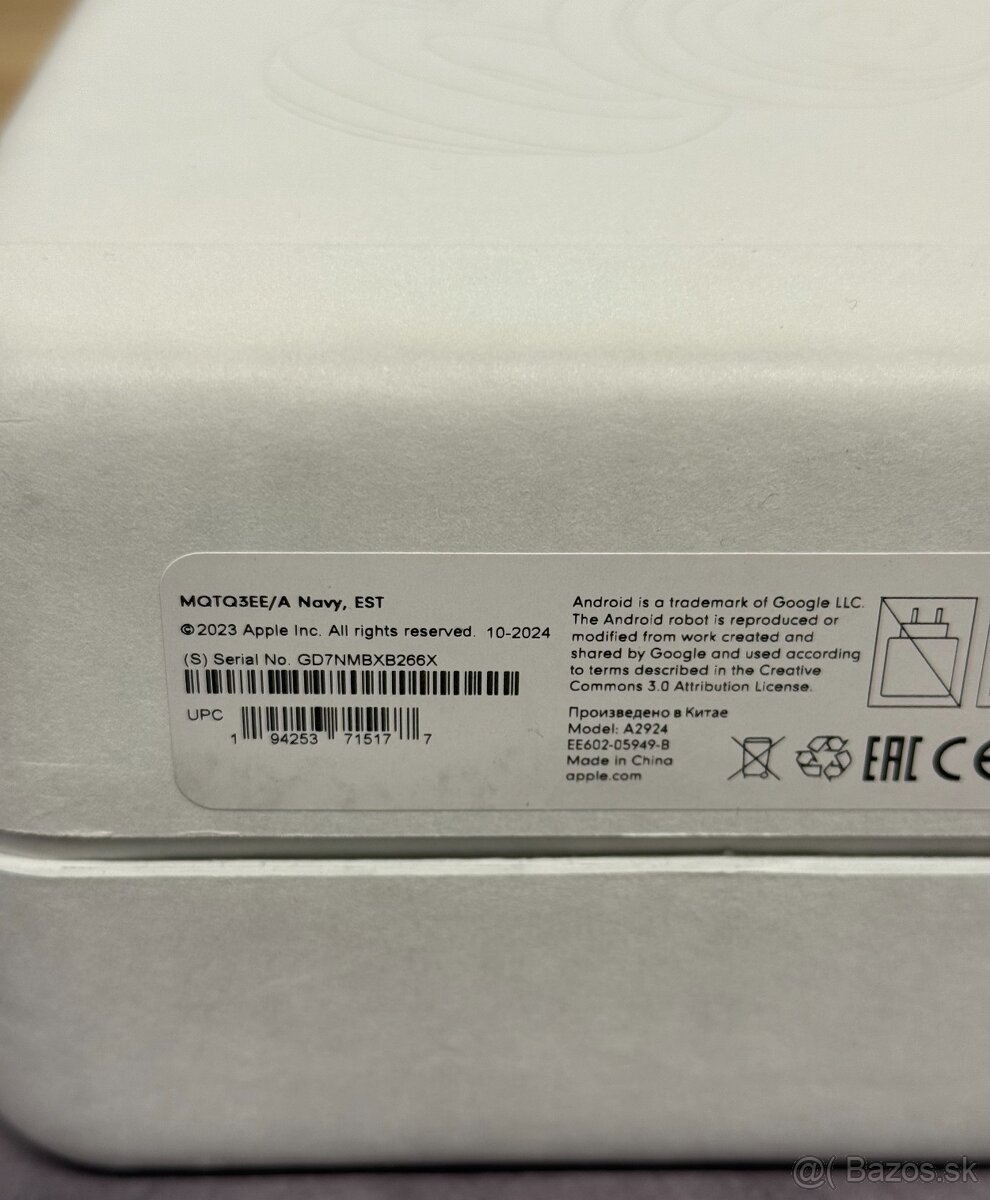 MQTQ3EE/A Navy, EST
©2023 Apple Inc. All rights reserved. 10-2024
(S) Serial No. GD7NMBXB266X
UPC
1 94253 71517 7
Android is a trademark of Google LLC.
The Android robot is reproduced or
modified from work created and
shared by Google and used according
to terms described in the Creative
Commons 3.0 Attribution License.
Произведено в Китае
Model: A2924
EE602-05949-B
Made in China
apple.com
EAC CE
@( Bazos.sk